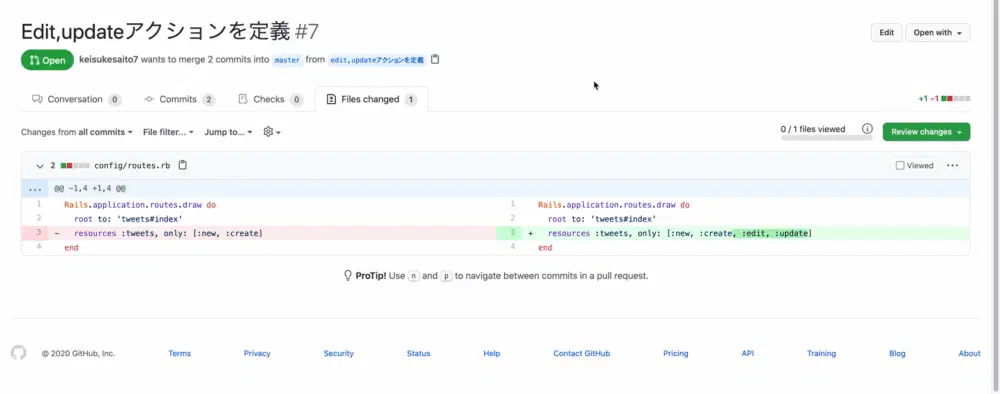 Edit,updateアクションを定義 #7
Edit
Open with
Open
keisukesaito7 wants to merge 2 commits into master from edit,updateアクションを定義
Conversation 0
Commits 2
Checks 0
Files changed 1
+1 −1
Changes from all commits
File filter...
Jump to...
0 / 1 files viewed
Review changes
2
config/routes.rb
Viewed
...
@@ -1,4 +1,4 @@
1 Rails.application.routes.draw do
2 root to: 'tweets#index'
3 - resources :tweets, only: [:new, :create]
4 end
1 Rails.application.routes.draw do
2 root to: 'tweets#index'
3 + resources :tweets, only: [:new, :create, :edit, :update]
4 end
ProTip! Use n and p to navigate between commits in a pull request.
© 2020 GitHub, Inc.
Terms
Privacy
Security
Status
Help
Contact GitHub
Pricing
API
Training
Blog
About